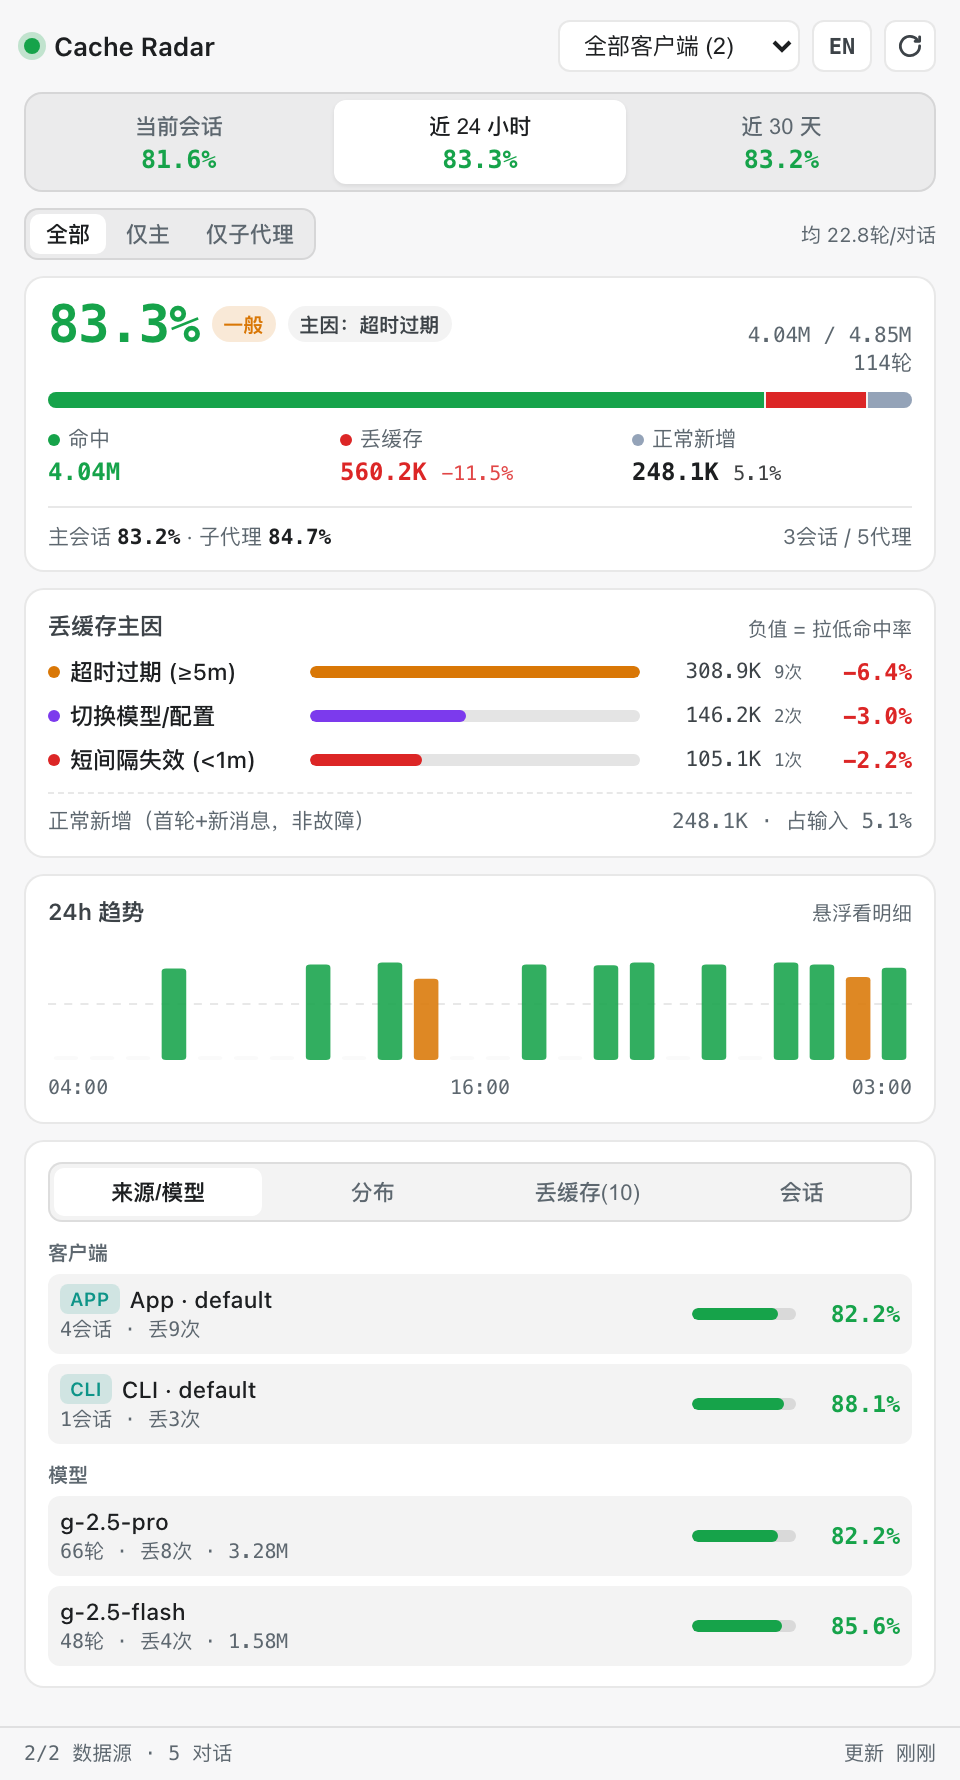 Cache Radar
全部客户端 (2)
EN
当前会话
81.6%
近 24 小时
83.3%
近 30 天
83.2%
全部
仅主
仅子代理
均 22.8轮/对话
83.3%
一般
主因：超时过期
4.04M / 4.85M
114轮
命中
4.04M
丢缓存
560.2K −11.5%
正常新增
248.1K 5.1%
主会话 83.2% · 子代理 84.7%
3会话 / 5代理
丢缓存主因
负值 = 拉低命中率
超时过期 (≥5m)
308.9K 9次
−6.4%
切换模型/配置
146.2K 2次
−3.0%
短间隔失效 (<1m)
105.1K 1次
−2.2%
正常新增（首轮+新消息，非故障）
248.1K · 占输入 5.1%
24h 趋势
悬浮看明细
04:00
16:00
03:00
来源/模型
分布
丢缓存(10)
会话
客户端
APP App · default
4会话 · 丢9次
82.2%
CLI CLI · default
1会话 · 丢3次
88.1%
模型
g-2.5-pro
66轮 · 丢8次 · 3.28M
82.2%
g-2.5-flash
48轮 · 丢4次 · 1.58M
85.6%
2/2 数据源 · 5 对话
更新 刚刚